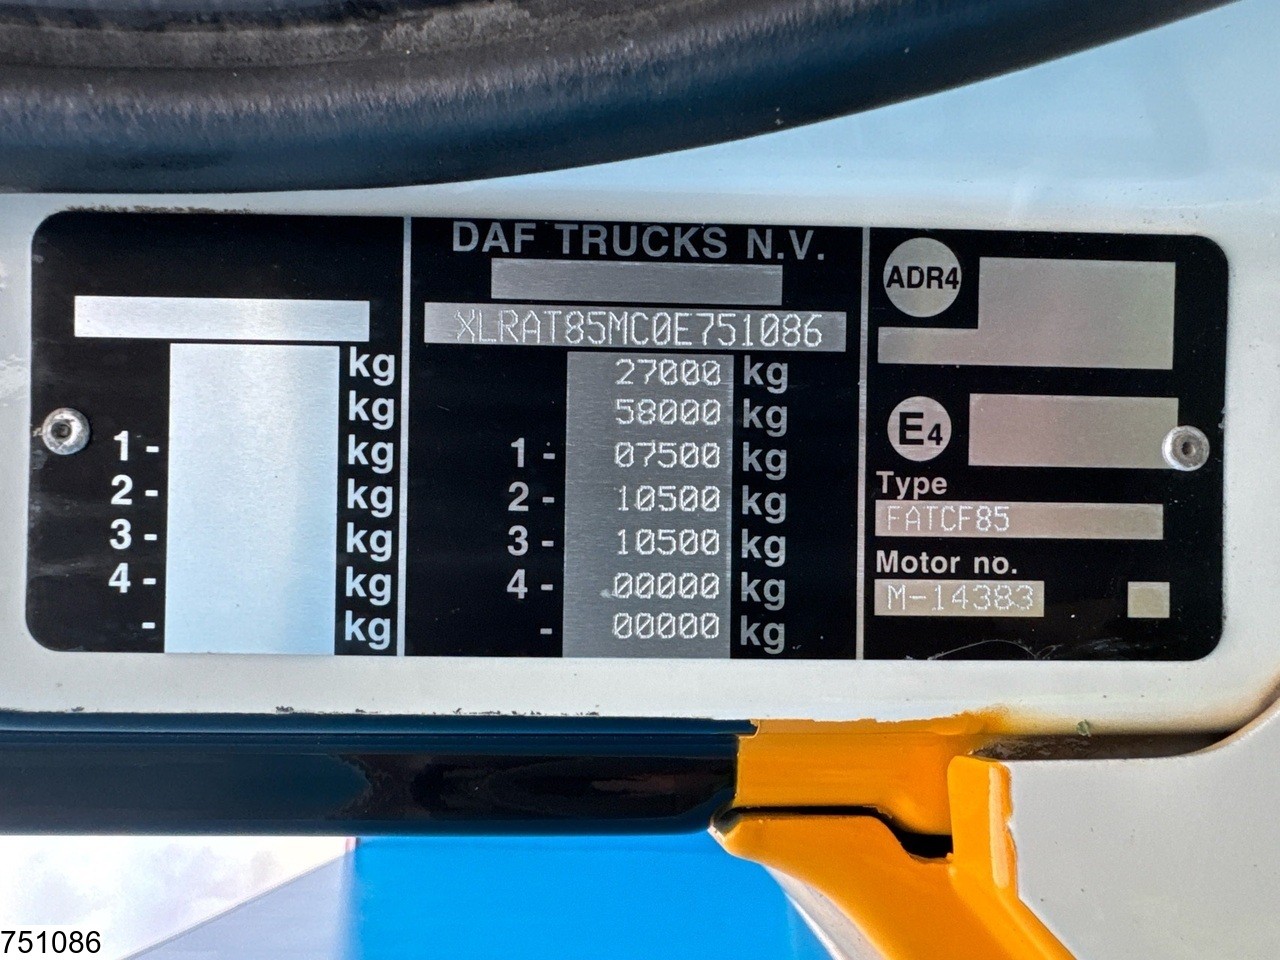 kg
kg
1 - kg
2 - kg
3 - kg
4 - kg
- kg
DAF TRUCKS N.V.
XLRAT85MC0E751086
27000 kg
58000 kg
1 - 07500 kg
2 - 10500 kg
3 - 10500 kg
4 - 00000 kg
- 00000 kg
ADR4
E4
Type
FATCF85
Motor no.
M-14383
751086